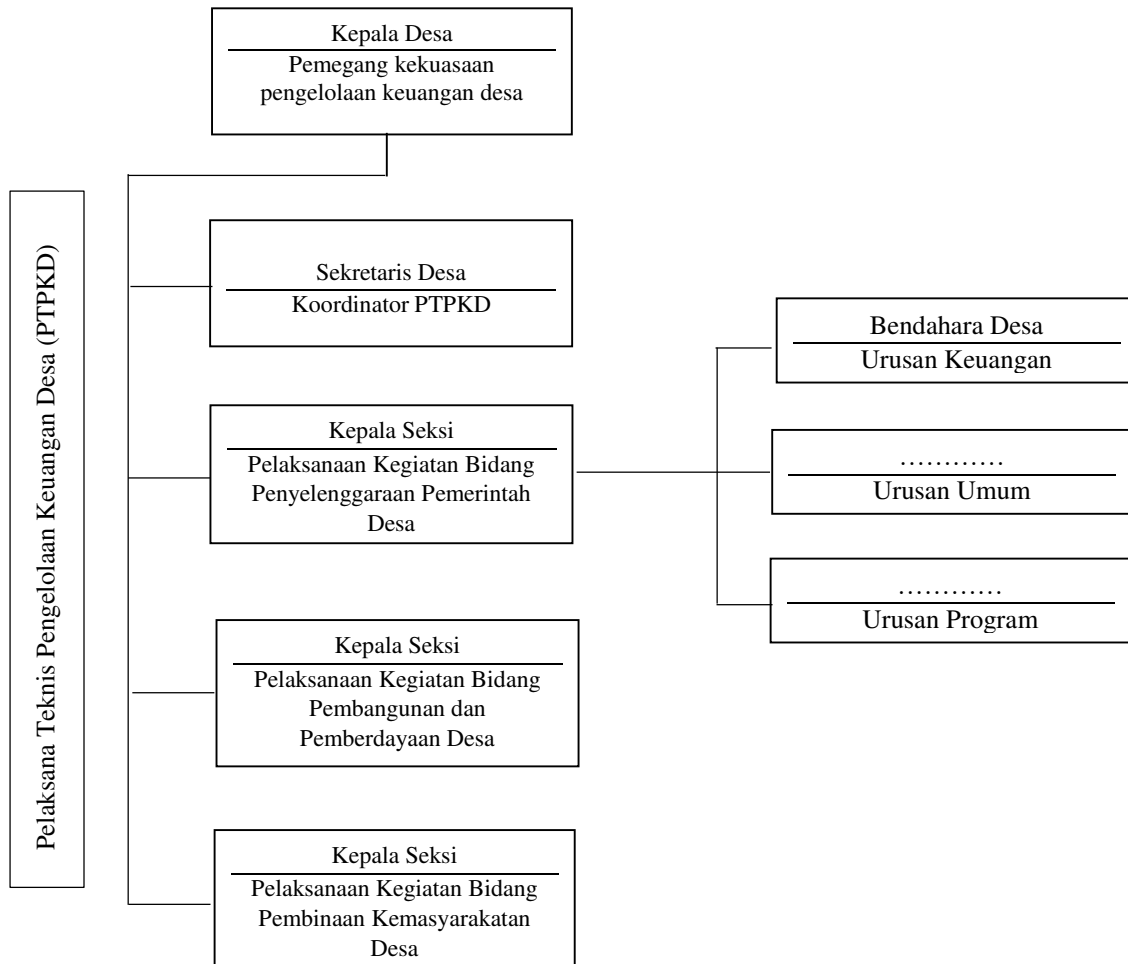 Kepala Desa
Pemegang kekuasaan
pengelolaan keuangan desa
Pelaksana Teknis Pengelolaan Keuangan Desa (PTPKD)
Sekretaris Desa
Koordinator PTPKD
Kepala Seksi
Pelaksanaan Kegiatan Bidang
Penyelenggaraan Pemerintah
Desa
Kepala Seksi
Pelaksanaan Kegiatan Bidang
Pembangunan dan
Pemberdayaan Desa
Kepala Seksi
Pelaksanaan Kegiatan Bidang
Pembinaan Kemasyarakatan
Desa
Bendahara Desa
Urusan Keuangan
…………
Urusan Umum
…………
Urusan Program